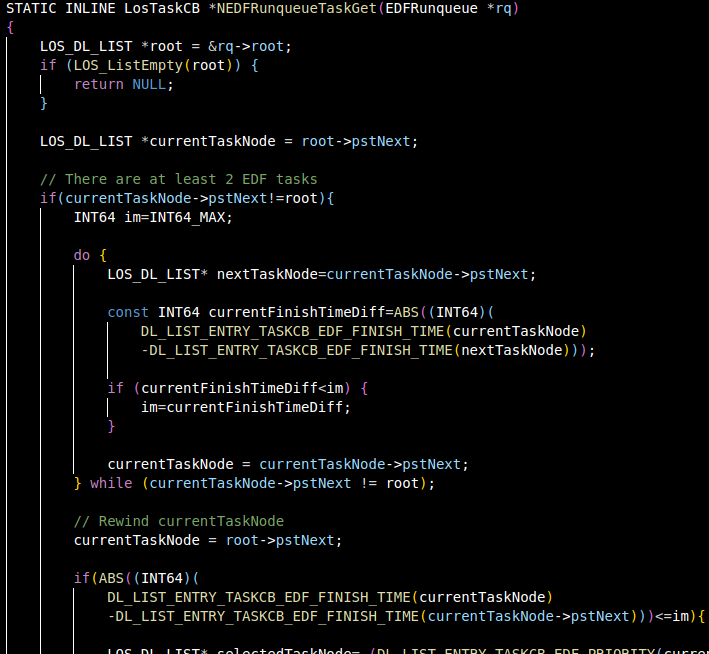 STATIC INLINE LosTaskCB *NEDFRunqueueTaskGet(EDFRunqueue *rq)
{
    LOS_DL_LIST *root = &rq->root;
    if (LOS_ListEmpty(root)) {
        return NULL;
    }

    LOS_DL_LIST *currentTaskNode = root->pstNext;

    // There are at least 2 EDF tasks
    if(currentTaskNode->pstNext!=root){
        INT64 im=INT64_MAX;

        do {
            LOS_DL_LIST* nextTaskNode=currentTaskNode->pstNext;

            const INT64 currentFinishTimeDiff=ABS((INT64)(
                DL_LIST_ENTRY_TASKCB_EDF_FINISH_TIME(currentTaskNode)
                -DL_LIST_ENTRY_TASKCB_EDF_FINISH_TIME(nextTaskNode)));

            if (currentFinishTimeDiff<im) {
                im=currentFinishTimeDiff;
            }

            currentTaskNode = currentTaskNode->pstNext;
        } while (currentTaskNode->pstNext != root);

        // Rewind currentTaskNode
        currentTaskNode = root->pstNext;

        if(ABS((INT64)(
            DL_LIST_ENTRY_TASKCB_EDF_FINISH_TIME(currentTaskNode)
            -DL_LIST_ENTRY_TASKCB_EDF_FINISH_TIME(currentTaskNode->pstNext)))<=im){

            LOS_DL_LIST* selectedTaskNode= (DL_LIST_ENTRY_TASKCB_EDF_PRIORITY(